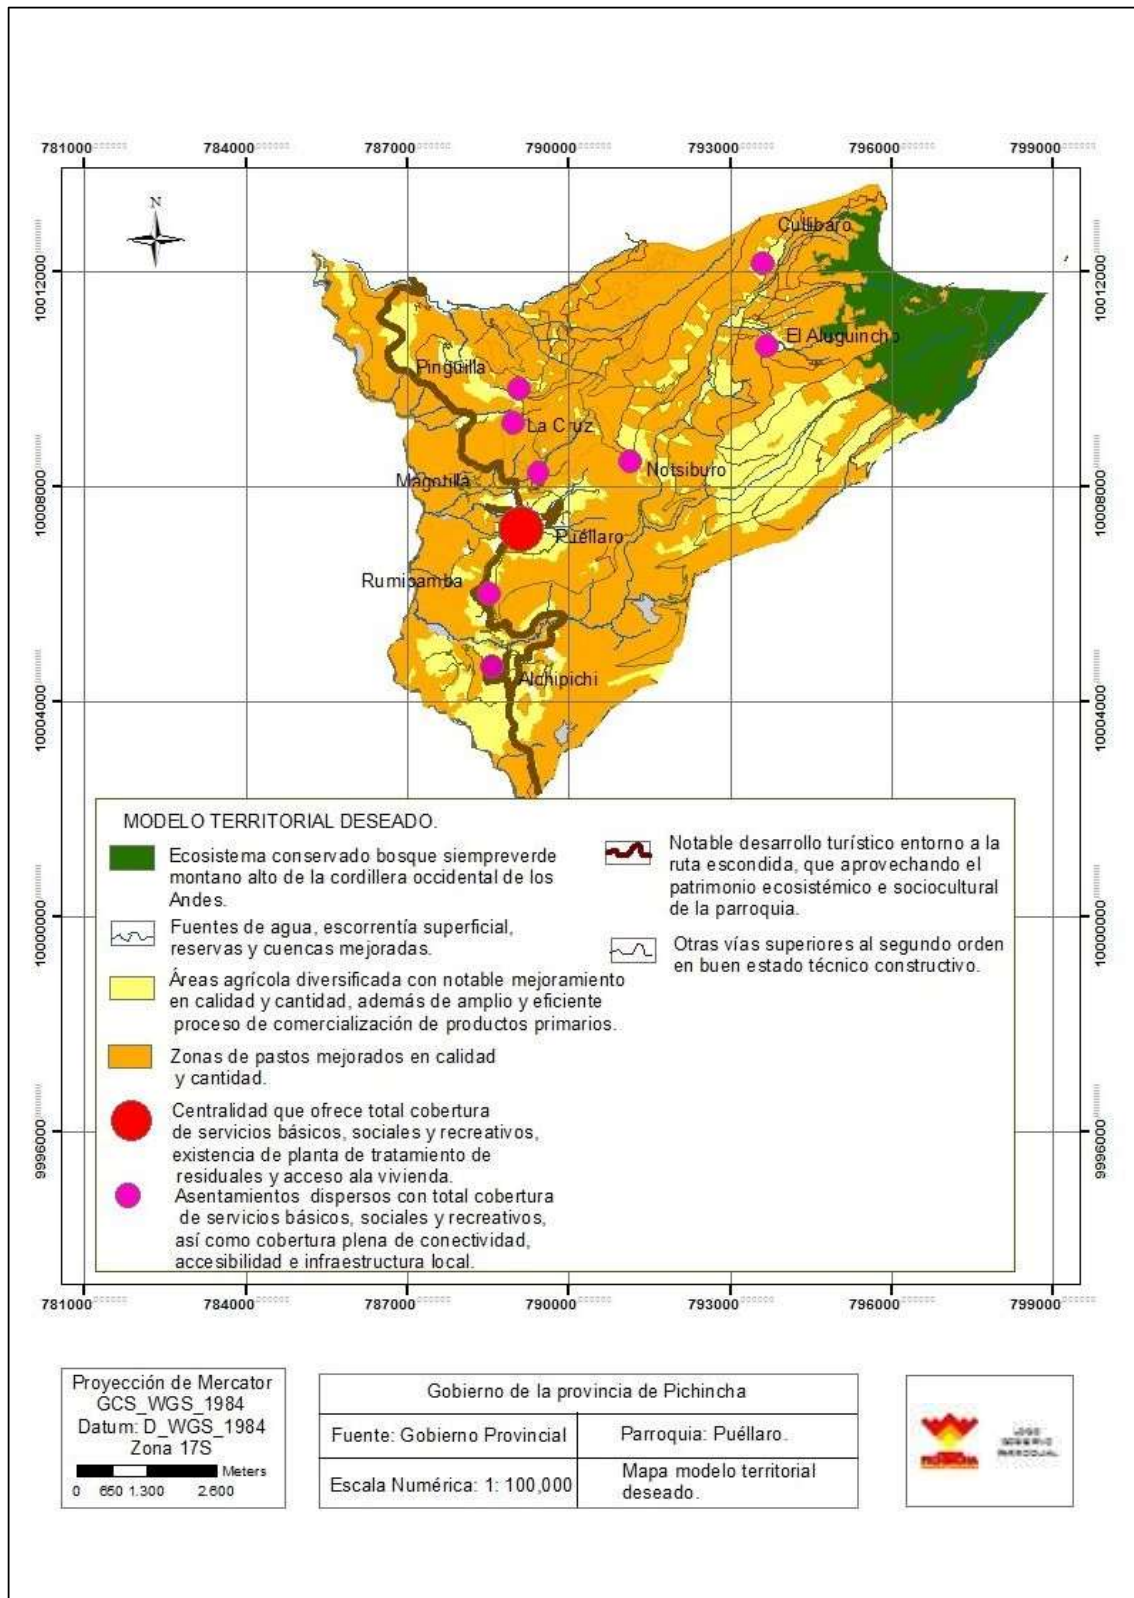 781000 784000 787000 790000 793000 796000 799000
N
10012000 10012000
10008000 10008000
10004000 10004000
10000000 10000000
9996000 9996000
Cullibaro
El Aluguincho
Pinguilla
La Cruz
Magotilla
Notsiburo
Puéllaro
Rumipamba
Alchipichi
MODELO TERRITORIAL DESEADO.
Ecosistema conservado bosque siempreverde
montano alto de la cordillera occidental de los
Andes.
Fuentes de agua, escorrentía superficial,
reservas y cuencas mejoradas.
Áreas agrícola diversificada con notable mejoramiento
en calidad y cantidad, además de amplio y eficiente
proceso de comercialización de productos primarios.
Zonas de pastos mejorados en calidad
y cantidad.
Centralidad que ofrece total cobertura
de servicios básicos, sociales y recreativos,
existencia de planta de tratamiento de
residuales y acceso ala vivienda.
Asentamientos dispersos con total cobertura
de servicios básicos, sociales y recreativos,
así como cobertura plena de conectividad,
accesibilidad e infraestructura local.
Notable desarrollo turístico entorno a la
ruta escondida, que aprovechando el
patrimonio ecosistémico e sociocultural
de la parroquia.
Otras vías superiores al segundo orden
en buen estado técnico constructivo.
781000 784000 787000 790000 793000 796000 799000
Proyección de Mercator
GCS_WGS_1984
Datum: D_WGS_1984
Zona 17S
Meters
0 650 1.300 2.600
Gobierno de la provincia de Pichincha
Fuente: Gobierno Provincial
Parroquia: Puéllaro.
Escala Numérica: 1: 100,000
Mapa modelo territorial
deseado.
PICHINCHA
LOGO
GOBIERNO
PARROQUIAL